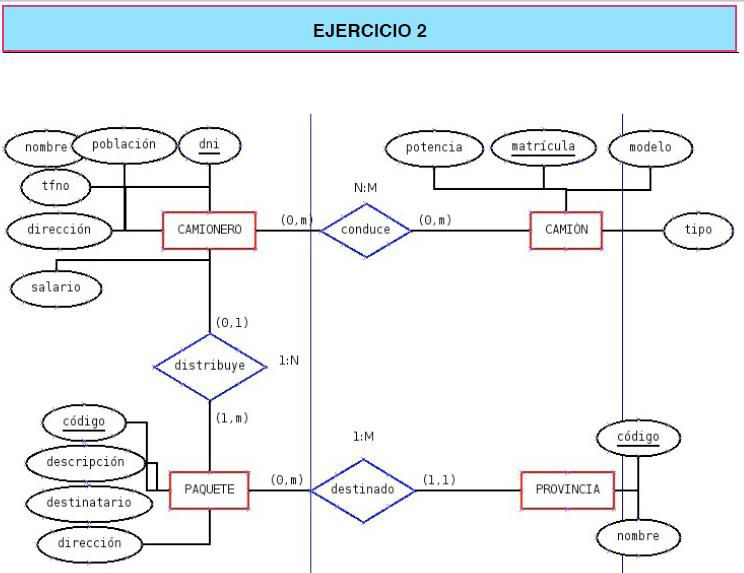 EJERCICIO 2
nombre
población
dni
potencia
matrícula
modelo
tfno
N:M
dirección
CAMIONERO
(0,m)
conduce
(0,m)
CAMIÓN
tipo
salario
(0,1)
distribuye
1:N
código
(1,m)
1:M
código
descripción
PAQUETE
(0,m)
destinado
(1,1)
PROVINCIA
destinatario
dirección
nombre